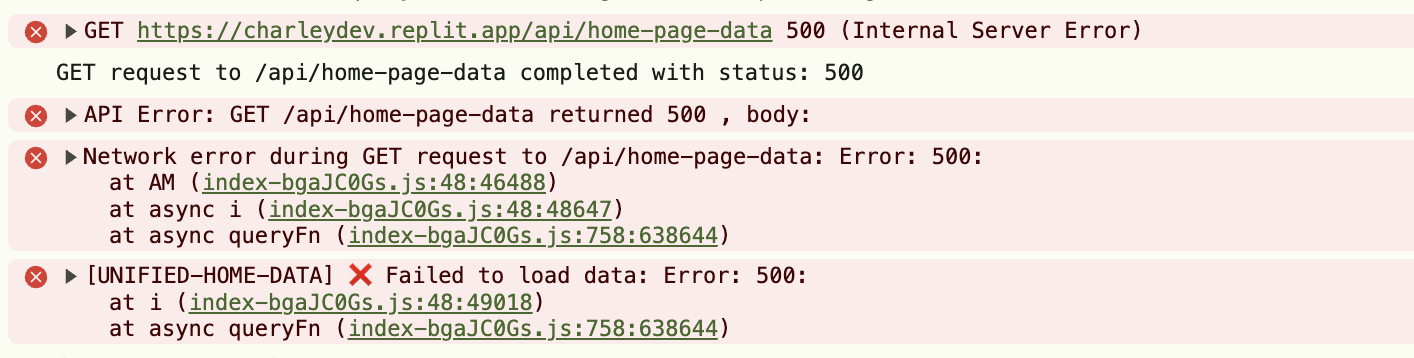 GET https://charleydev.replit.app/api/home-page-data 500 (Internal Server Error)
GET request to /api/home-page-data completed with status: 500
API Error: GET /api/home-page-data returned 500 , body:
Network error during GET request to /api/home-page-data: Error: 500:
at AM (index-bgaJC0Gs.js:48:46488)
at async i (index-bgaJC0Gs.js:48:48647)
at async queryFn (index-bgaJC0Gs.js:758:638644)
[UNIFIED-HOME-DATA] ❌ Failed to load data: Error: 500:
at i (index-bgaJC0Gs.js:48:49018)
at async queryFn (index-bgaJC0Gs.js:758:638644)